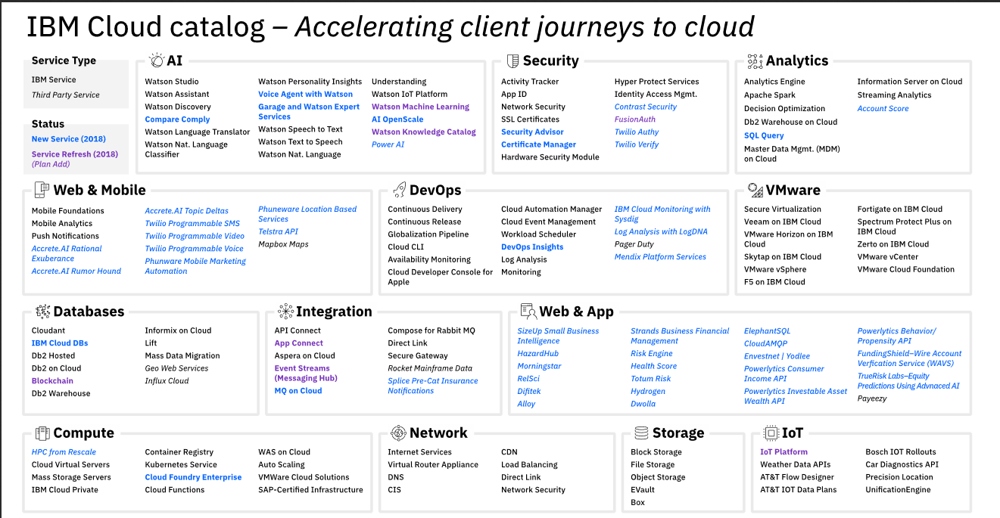 IBM Cloud catalog – Accelerating client journeys to cloud
Service Type
IBM Service
Third Party Service
Status
New Service (2018)
Service Refresh (2018)
(Plan Add)
AI
Watson Studio
Watson Assistant
Watson Discovery
Compare Comply
Watson Language Translator
Watson Nat. Language
Classifier
Watson Personality Insights
Voice Agent with Watson
Garage and Watson Expert
Services
Watson Speech to Text
Watson Text to Speech
Watson Nat. Language
Understanding
Watson IoT Platform
Watson Machine Learning
AI OpenScale
Watson Knowledge Catalog
Power AI
Security
Activity Tracker
App ID
Network Security
SSL Certificates
Security Advisor
Certificate Manager
Hardware Security Module
Hyper Protect Services
Identity Access Mgmt.
Contrast Security
FusionAuth
Twilio Authy
Twilio Verify
Analytics
Analytics Engine
Apache Spark
Decision Optimization
Db2 Warehouse on Cloud
SQL Query
Master Data Mgmt. (MDM)
on Cloud
Information Server on Cloud
Streaming Analytics
Account Score
Web & Mobile
Mobile Foundations
Mobile Analytics
Push Notifications
Accrete.AI Rational
Exuberance
Accrete.AI Rumor Hound
Accrete.AI Topic Deltas
Twilio Programmable SMS
Twilio Programmable Video
Twilio Programmable Voice
Phunware Mobile Marketing
Automation
Phuneware Location Based
Services
Telstra API
Mapbox Maps
DevOps
Continuous Delivery
Continuous Release
Globalization Pipeline
Cloud CLI
Availability Monitoring
Cloud Developer Console for
Apple
Cloud Automation Manager
Cloud Event Management
Workload Scheduler
DevOps Insights
Log Analysis
Monitoring
IBM Cloud Monitoring with
Sysdig
Log Analysis with LogDNA
Pager Duty
Mendix Platform Services
VMware
Secure Virtualization
Veeam on IBM Cloud
VMware Horizon on IBM
Cloud
Skytap on IBM Cloud
VMware vSphere
F5 on IBM Cloud
Fortigate on IBM Cloud
Spectrum Protect Plus on
IBM Cloud
Zerto on IBM Cloud
VMware vCenter
VMware Cloud Foundation
Databases
Cloudant
IBM Cloud DBs
Db2 Hosted
Db2 on Cloud
Blockchain
Db2 Warehouse
Informix on Cloud
Lift
Mass Data Migration
Geo Web Services
Influx Cloud
Integration
API Connect
App Connect
Aspera on Cloud
Event Streams
(Messaging Hub)
MQ on Cloud
Compose for Rabbit MQ
Direct Link
Secure Gateway
Rocket Mainframe Data
Splice Pre-Cat Insurance
Notifications
Web & App
SizeUp Small Business
Intelligence
HazardHub
Morningstar
RelSci
Difitek
Alloy
Strands Business Financial
Management
Risk Engine
Health Score
Totum Risk
Hydrogen
Dwolla
ElephantSQL
CloudAMQP
Envestnet | Yodlee
Powerlytics Consumer
Income API
Powerlytics Investable Asset
Wealth API
Powerlytics Behavior/
Propensity API
FundingShield–Wire Account
Verfication Service (WAVS)
TrueRisk Labs–Equity
Predictions Using Advnaced AI
Payeezy
Compute
HPC from Rescale
Cloud Virtual Servers
Mass Storage Servers
IBM Cloud Private
Container Registry
Kubernetes Service
Cloud Foundry Enterprise
Cloud Functions
WAS on Cloud
Auto Scaling
VMWare Cloud Solutions
SAP-Certified Infrastructure
Network
Internet Services
Virtual Router Appliance
DNS
CIS
CDN
Load Balancing
Direct Link
Network Security
Storage
Block Storage
File Storage
Object Storage
EVault
Box
IoT
IoT Platform
Weather Data APIs
AT&T Flow Designer
AT&T IOT Data Plans
Bosch IOT Rollouts
Car Diagnostics API
Precision Location
UnificationEngine